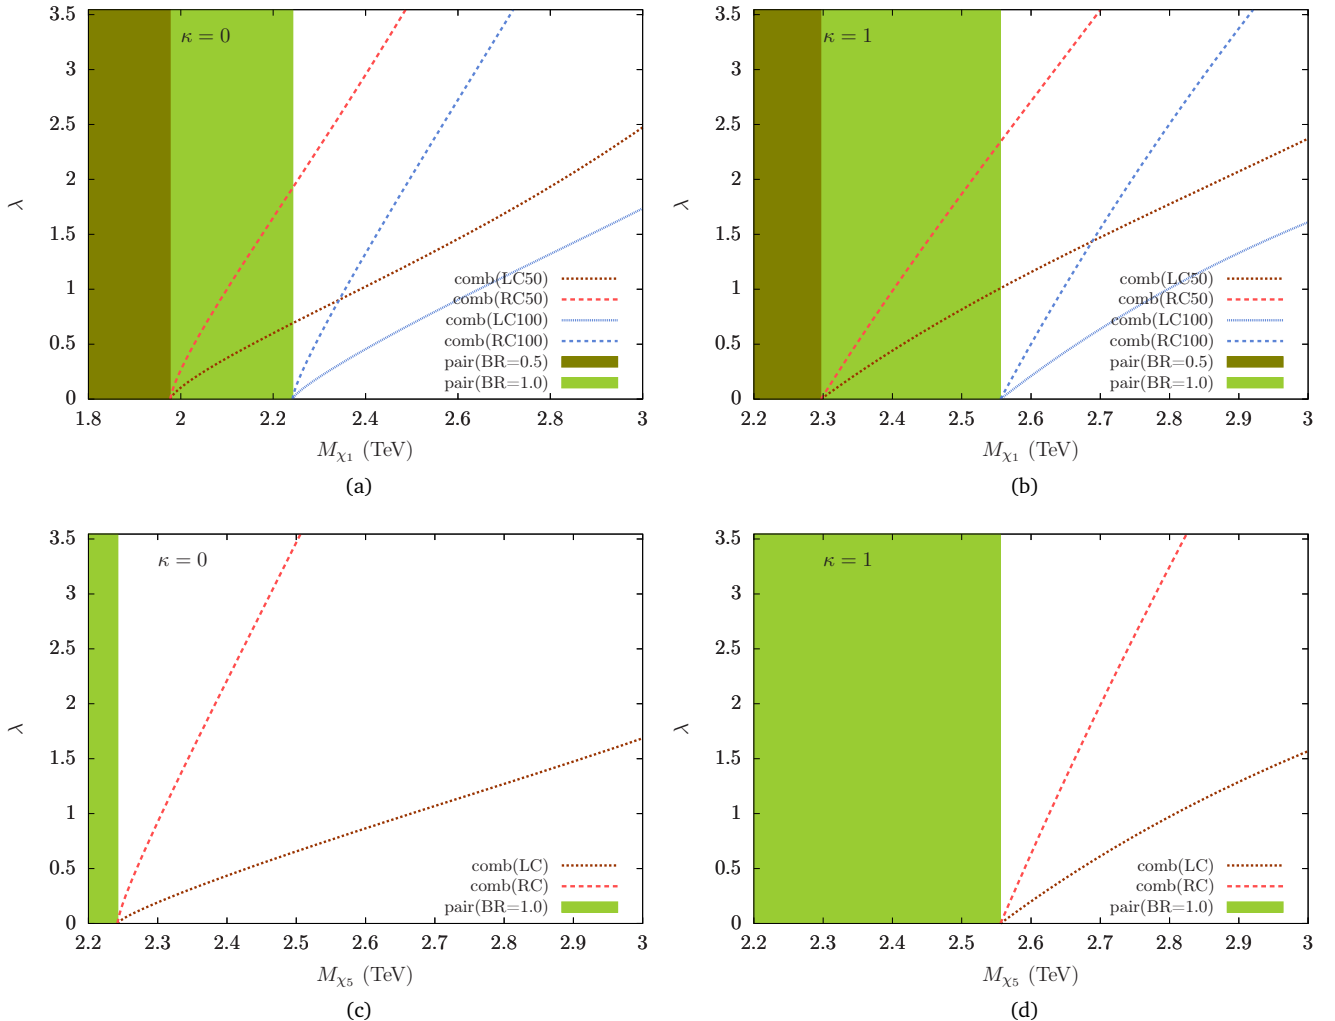 κ = 0
λ
3.5
3
2.5
2
1.5
1
0.5
0
comb(LC50)
comb(RC50)
comb(LC100)
comb(RC100)
pair(BR=0.5)
pair(BR=1.0)
1.8 2 2.2 2.4 2.6 2.8 3
M_χ₁ (TeV)
(a)
κ = 1
λ
3.5
3
2.5
2
1.5
1
0.5
0
comb(LC50)
comb(RC50)
comb(LC100)
comb(RC100)
pair(BR=0.5)
pair(BR=1.0)
2.2 2.3 2.4 2.5 2.6 2.7 2.8 2.9 3
M_χ₁ (TeV)
(b)
κ = 0
λ
3.5
3
2.5
2
1.5
1
0.5
0
comb(LC)
comb(RC)
pair(BR=1.0)
2.2 2.3 2.4 2.5 2.6 2.7 2.8 2.9 3
M_χ₅ (TeV)
(c)
κ = 1
λ
3.5
3
2.5
2
1.5
1
0.5
0
comb(LC)
comb(RC)
pair(BR=1.0)
2.2 2.3 2.4 2.5 2.6 2.7 2.8 2.9 3
M_χ₅ (TeV)
(d)